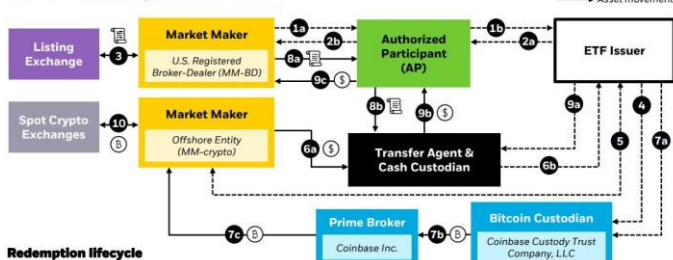 Asset movement
Listing
Exchange
3
Market Maker
U.S. Registered
Broker-Dealer (MM-BD)
1a
2b
8a
9c
$
Authorized
Participant
(AP)
1b
2a
ETF Issuer
Spot Crypto
Exchanges
10
B
Market Maker
Offshore Entity
(MM-crypto)
6a
$
8b
9b
$
Transfer Agent &
Cash Custodian
9a
6b
5
4
7a
7c
B
Prime Broker
Coinbase Inc.
7b
B
Bitcoin Custodian
Coinbase Custody Trust
Company, LLC
Redemption lifecycle